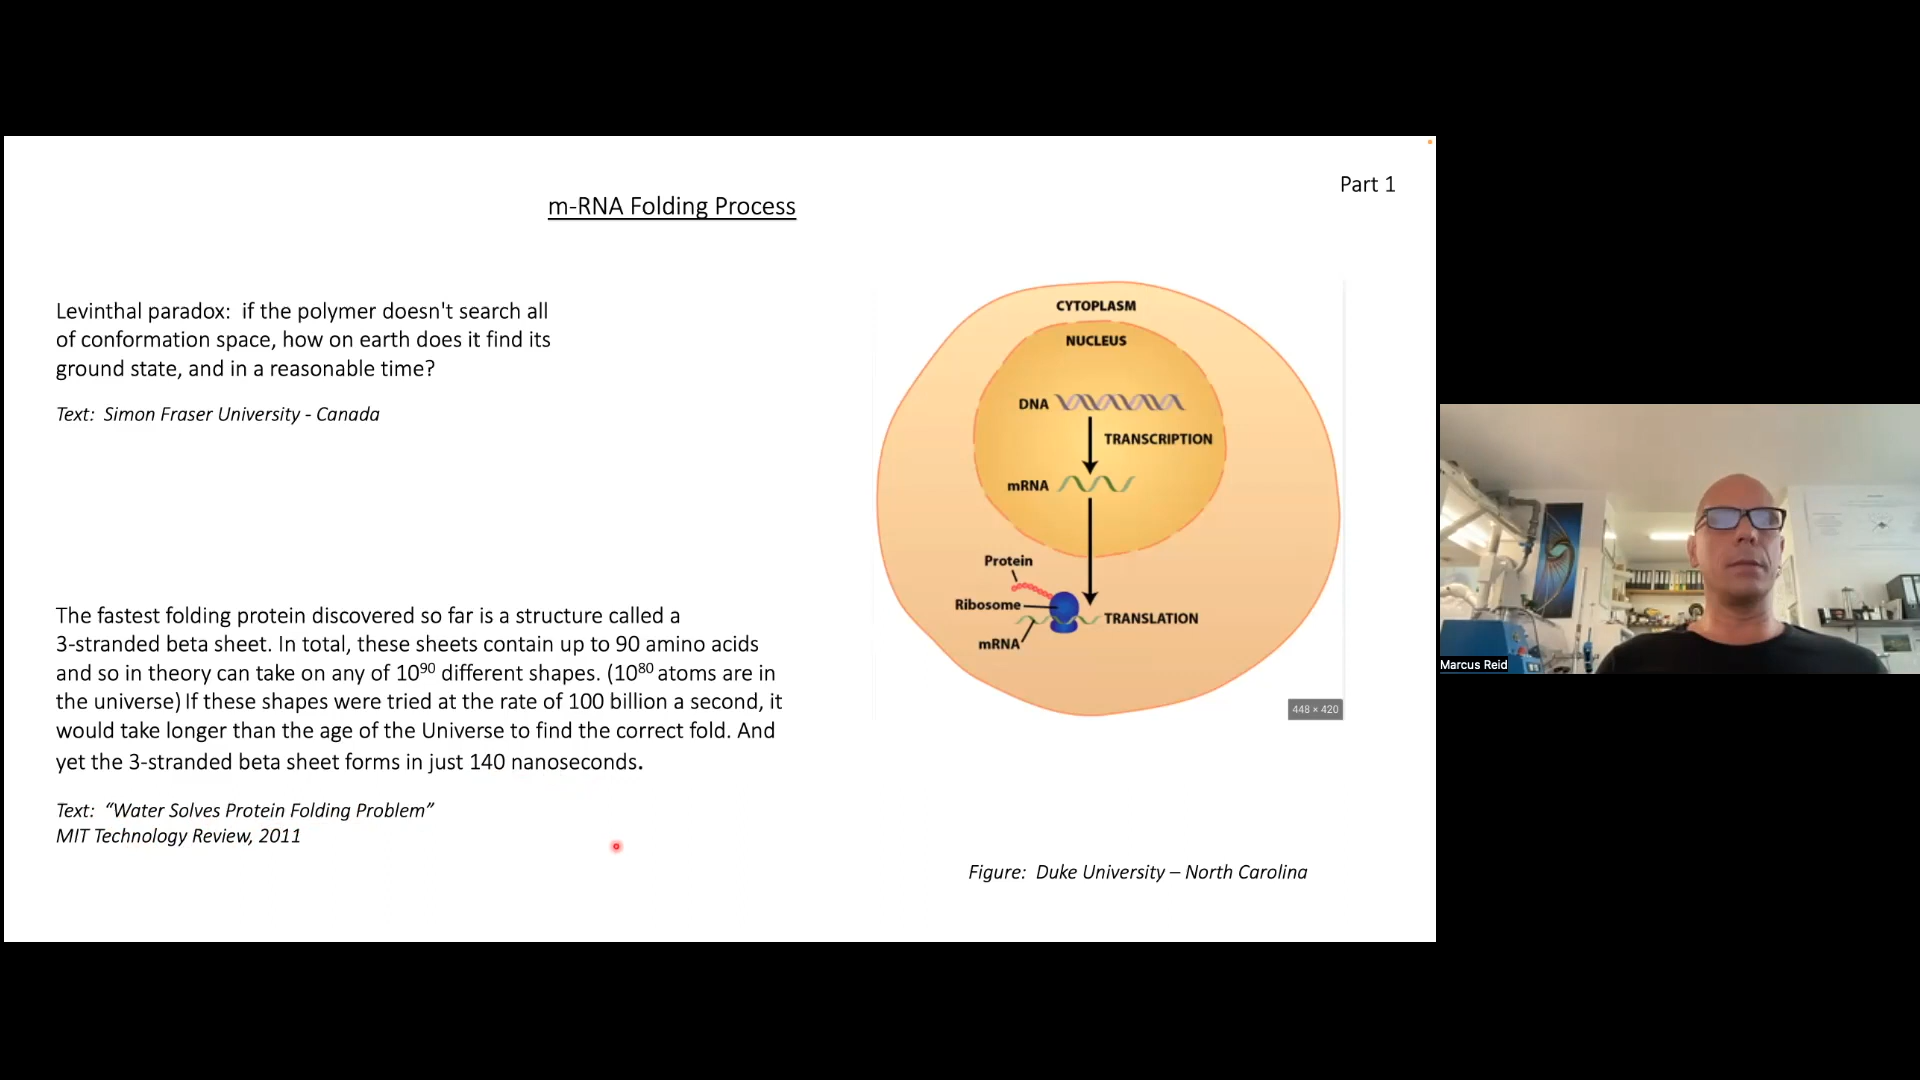 Part 1
m-RNA Folding Process
Levinthal paradox:  if the polymer doesn't search all
of conformation space, how on earth does it find its
ground state, and in a reasonable time?
Text:  Simon Fraser University - Canada
The fastest folding protein discovered so far is a structure called a
3-stranded beta sheet. In total, these sheets contain up to 90 amino acids
and so in theory can take on any of 10⁹⁰ different shapes. (10⁸⁰ atoms are in
the universe) If these shapes were tried at the rate of 100 billion a second, it
would take longer than the age of the Universe to find the correct fold. And
yet the 3-stranded beta sheet forms in just 140 nanoseconds.
Text:  “Water Solves Protein Folding Problem”
MIT Technology Review, 2011
CYTOPLASM
NUCLEUS
DNA
TRANSCRIPTION
mRNA
Protein
Ribosome
TRANSLATION
mRNA
448 × 420
Figure:  Duke University – North Carolina
Marcus Reid